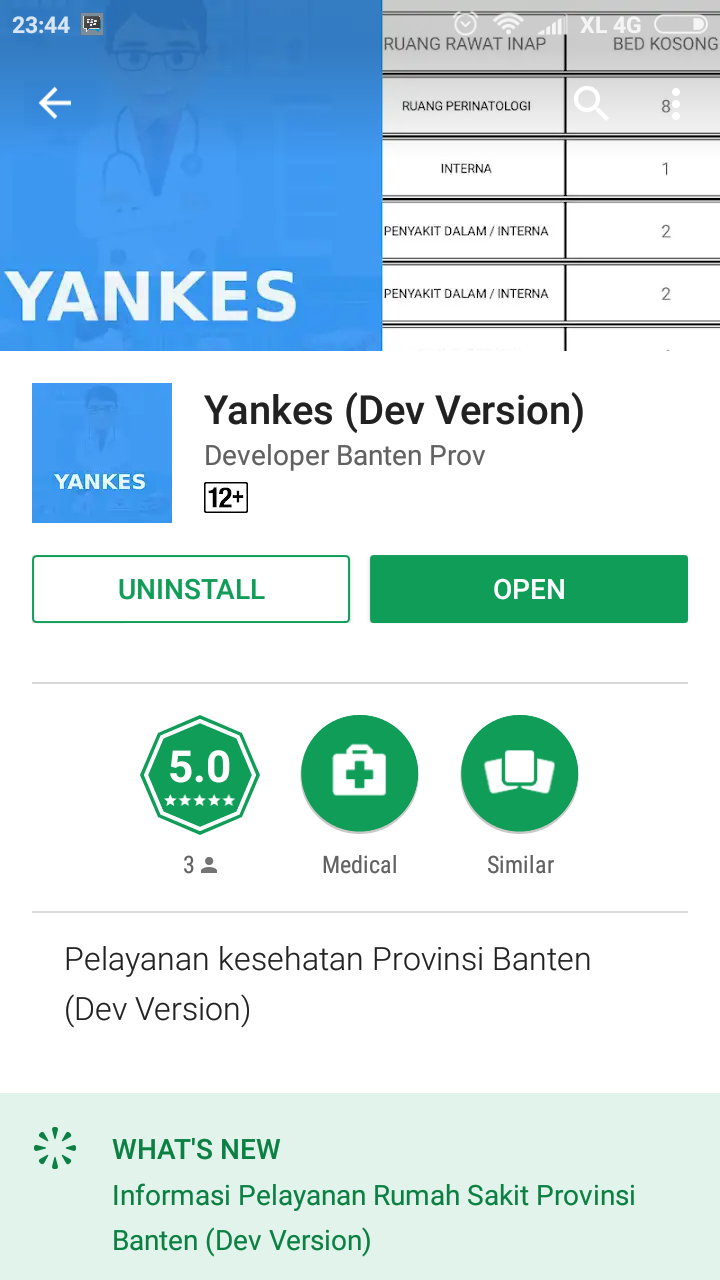 23:44 XL 4G
RUANG RAWAT INAP BED KOSONG
RUANG PERINATOLOGI 8
INTERNA 1
PENYAKIT DALAM / INTERNA 2
PENYAKIT DALAM / INTERNA 2
YANKES
YANKES
Yankes (Dev Version)
Developer Banten Prov
12+
UNINSTALL
OPEN
5.0
3
Medical
Similar
Pelayanan kesehatan Provinsi Banten
(Dev Version)
WHAT'S NEW
Informasi Pelayanan Rumah Sakit Provinsi
Banten (Dev Version)